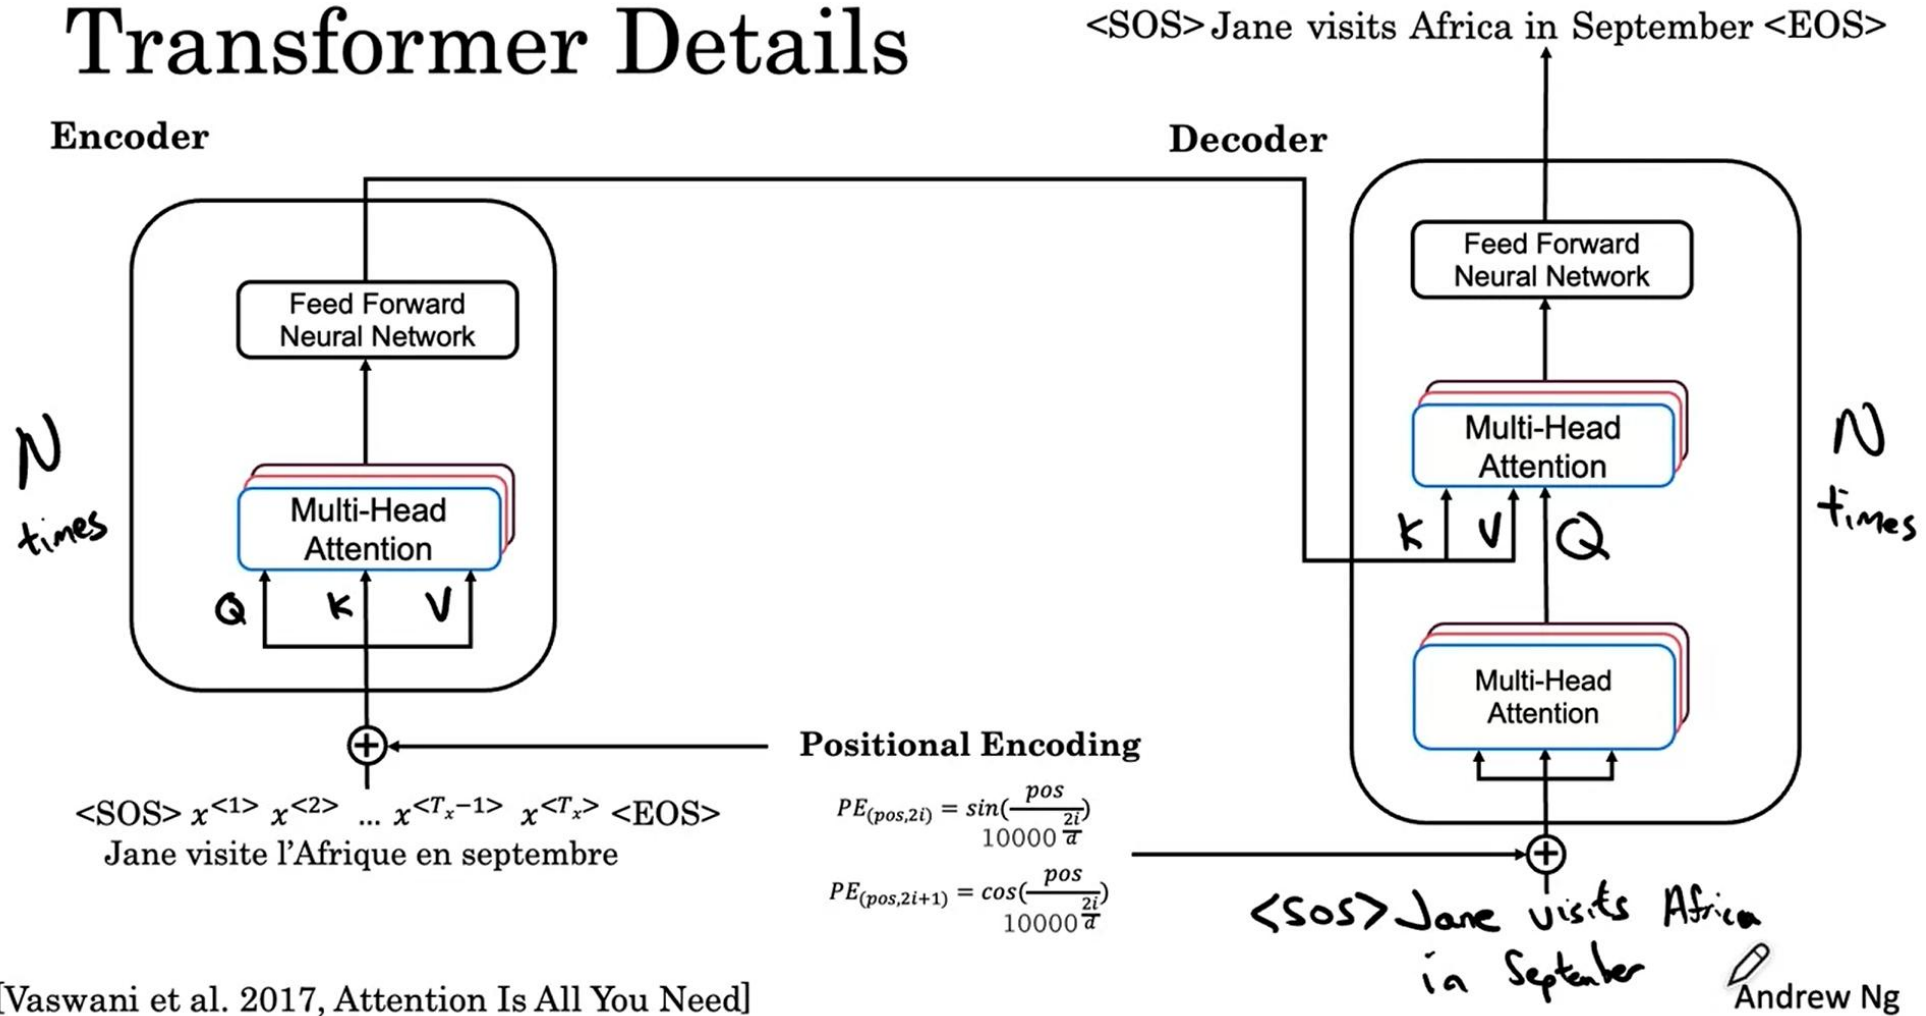 Transformer Details
<SOS> Jane visits Africa in September <EOS>
Encoder
Decoder
Feed Forward
Neural Network
Multi-Head
Attention
Q K V
N
times
<SOS> x<1> x<2> ... x<Tx−1> x<Tx> <EOS>
Jane visite l'Afrique en septembre
Positional Encoding
PE(pos,2i) = sin(pos/10000^(2i/d))
PE(pos,2i+1) = cos(pos/10000^(2i/d))
Feed Forward
Neural Network
Multi-Head
Attention
K V Q
N
times
Multi-Head
Attention
<SOS> Jane visits Africa
in September
[Vaswani et al. 2017, Attention Is All You Need]
Andrew Ng